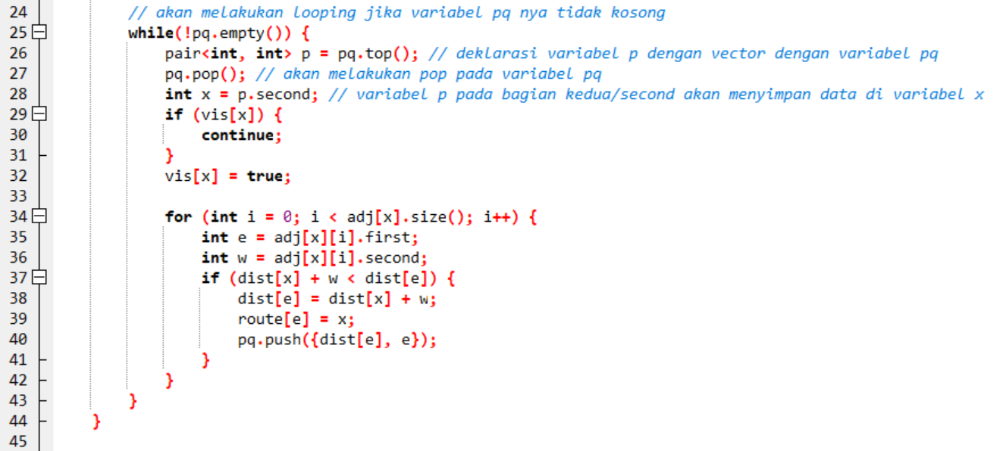 24 // akan melakukan looping jika variabel pq nya tidak kosong
25 while(!pq.empty()) {
26 pair<int, int> p = pq.top(); // deklarasi variabel p dengan vector dengan variabel pq
27 pq.pop(); // akan melakukan pop pada variabel pq
28 int x = p.second; // variabel p pada bagian kedua/second akan menyimpan data di variabel x
29 if (vis[x]) {
30 continue;
31 }
32 vis[x] = true;
33
34 for (int i = 0; i < adj[x].size(); i++) {
35 int e = adj[x][i].first;
36 int w = adj[x][i].second;
37 if (dist[x] + w < dist[e]) {
38 dist[e] = dist[x] + w;
39 route[e] = x;
40 pq.push({dist[e], e});
41 }
42 }
43 }
44 }
45